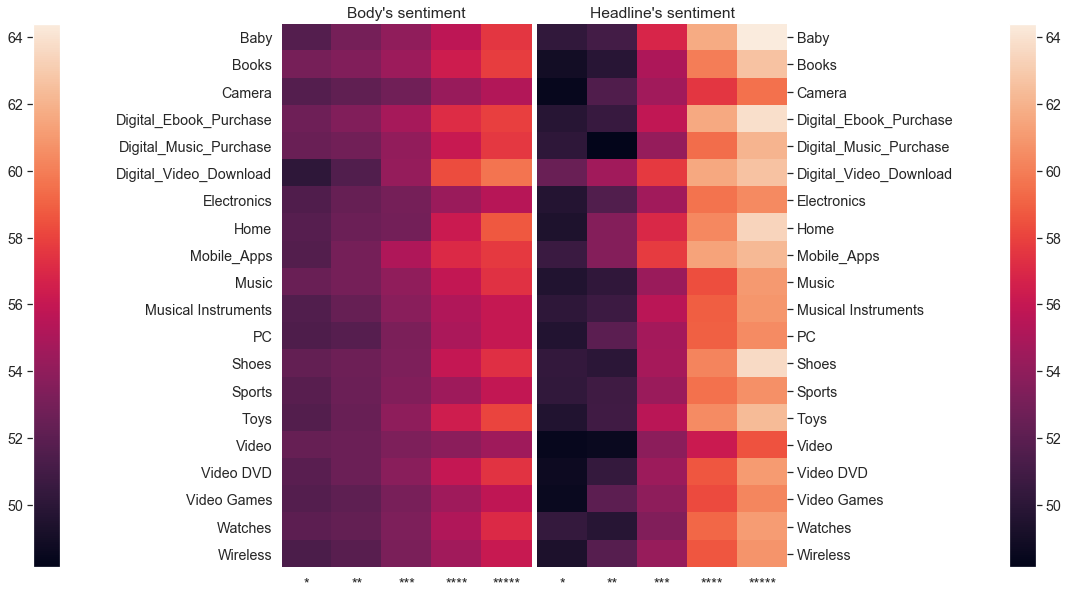 Body's sentiment
Headline's sentiment
64
62
60
58
56
54
52
50
Baby
Books
Camera
Digital_Ebook_Purchase
Digital_Music_Purchase
Digital_Video_Download
Electronics
Home
Mobile_Apps
Music
Musical Instruments
PC
Shoes
Sports
Toys
Video
Video DVD
Video Games
Watches
Wireless
* ** *** **** *****
* ** *** **** *****
Baby
Books
Camera
Digital_Ebook_Purchase
Digital_Music_Purchase
Digital_Video_Download
Electronics
Home
Mobile_Apps
Music
Musical Instruments
PC
Shoes
Sports
Toys
Video
Video DVD
Video Games
Watches
Wireless
64
62
60
58
56
54
52
50